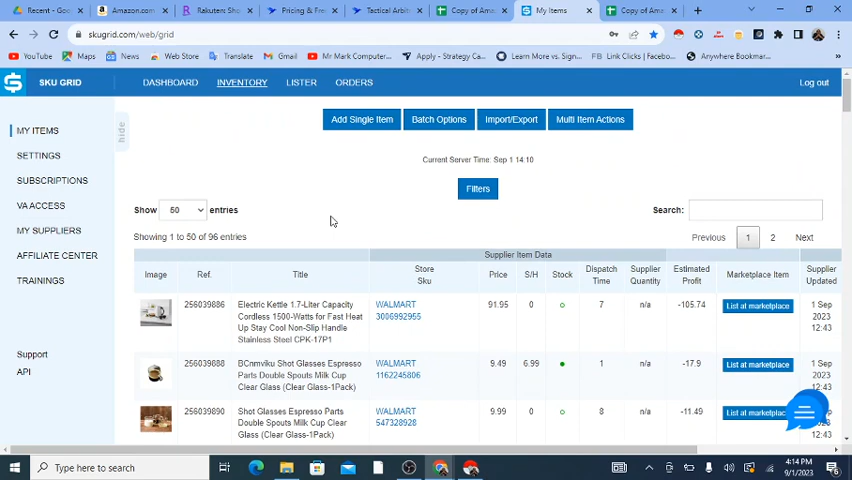 Recent - Goo
Amazon.com
Rakuten: Sho
Pricing & Fre
Tactical Arbit
Copy of Ama
My Items
Copy of Ama
skugrid.com/web/grid
YouTube
Maps
News
Web Store
Translate
Gmail
Mr Mark Computer...
Apply - Strategy Ca...
Learn More vs. Sign...
Link Clicks | Facebo...
Anywhere Bookmar...
SKU GRID
DASHBOARD
INVENTORY
LISTER
ORDERS
Log out
MY ITEMS
SETTINGS
SUBSCRIPTIONS
VA ACCESS
MY SUPPLIERS
AFFILIATE CENTER
TRAININGS
Support
API
hide
Add Single Item
Batch Options
Import/Export
Multi Item Actions
Current Server Time: Sep 1 14:10
Filters
Show 50 entries
Search:
Showing 1 to 50 of 96 entries
Previous 1 2 Next
Supplier Item Data
Image
Ref.
Title
Store
Sku
Price
S/H
Stock
Dispatch
Time
Supplier
Quantity
Estimated
Profit
Marketplace Item
Supplier
Updated
256039886
Electric Kettle 1.7-Liter Capacity
Cordless 1500-Watts for Fast Heat
Up Stay Cool Non-Slip Handle
Stainless Steel CPK-17P1
WALMART
3006992955
91.95
0
7
n/a
-105.74
List at marketplace
1 Sep
2023
12:43
256039888
BCnmviku Shot Glasses Espresso
Parts Double Spouts Milk Cup
Clear Glass (Clear Glass-1Pack)
WALMART
1162245806
9.49
6.99
1
n/a
-17.9
List at marketplace
1 Sep
2023
12:43
256039890
Shot Glasses Espresso Parts
Double Spouts Milk Cup Clear
Glass (Clear Glass-1Pack)
WALMART
547328928
9.99
0
8
n/a
-11.49
List at marketplace
1 Sep
2023
12:43
Type here to search
4:14 PM
9/1/2023